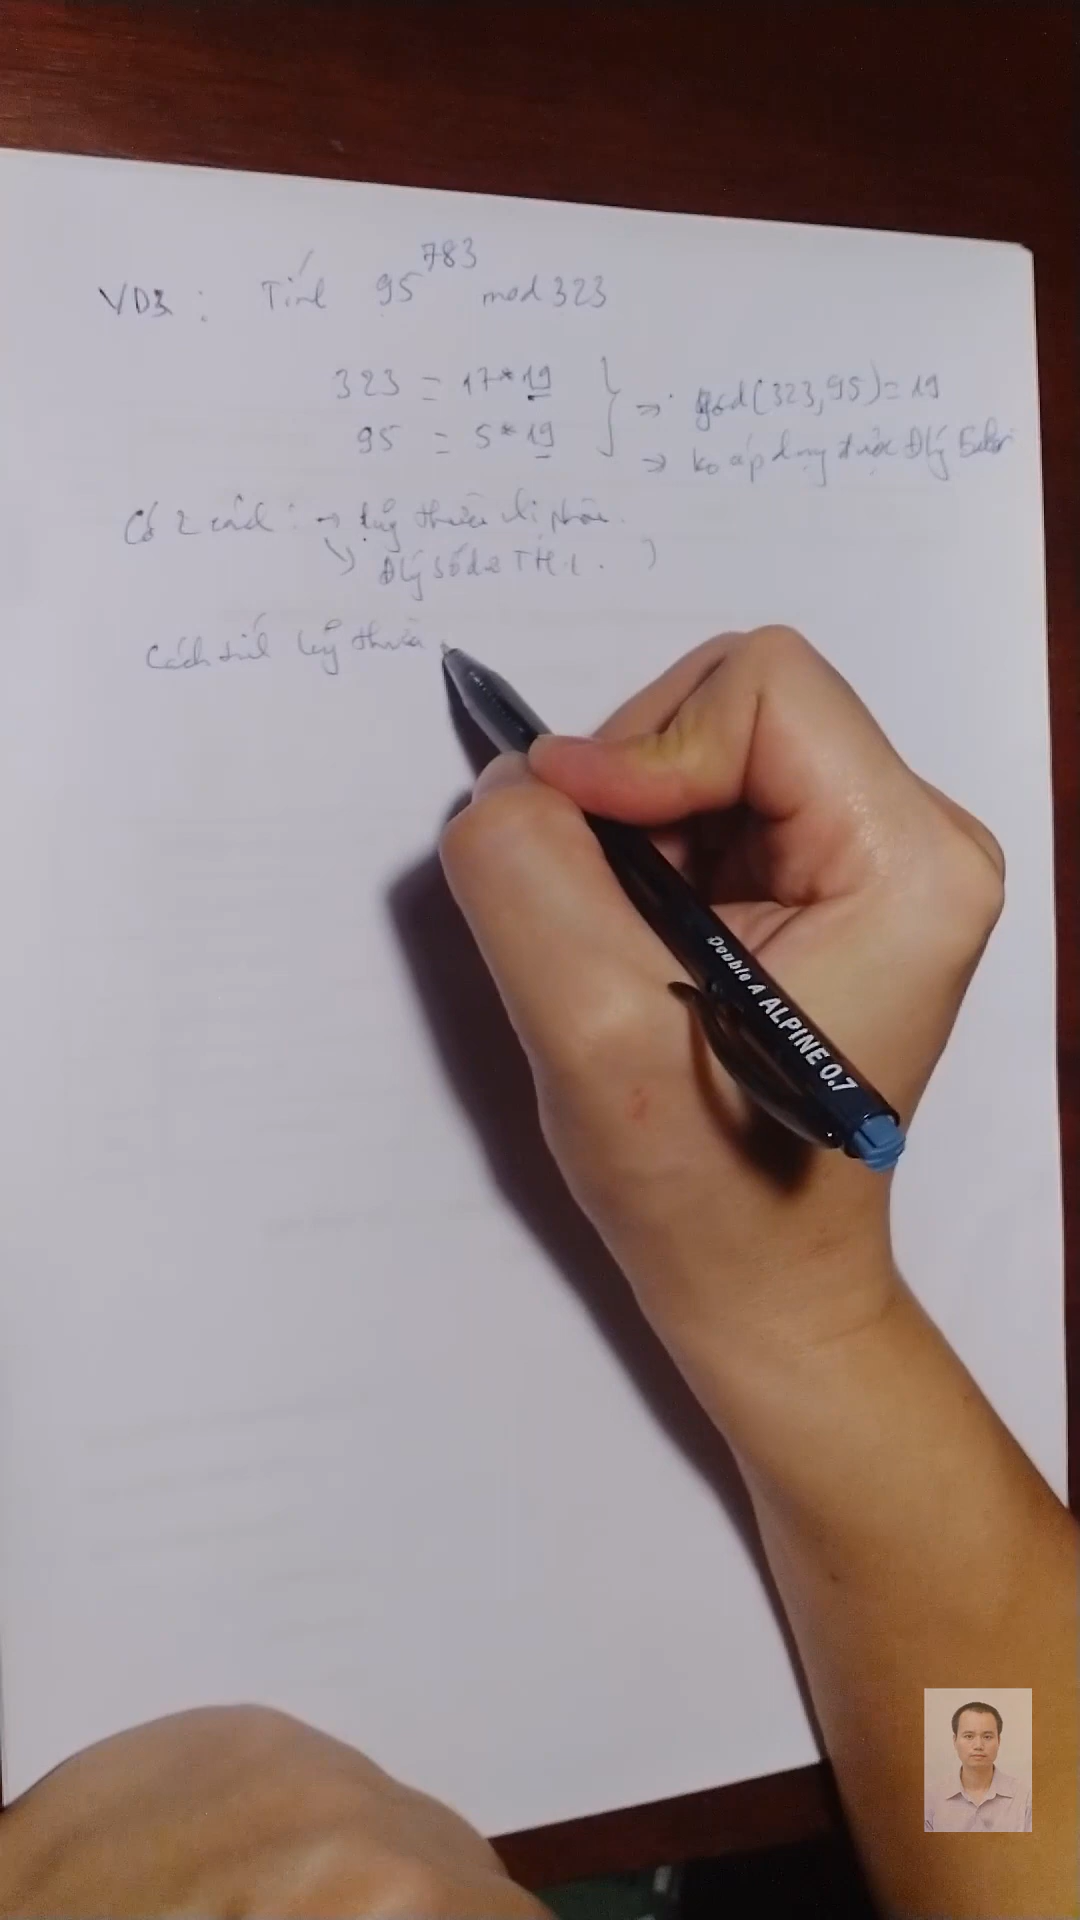 VD3: Tính 95^783 mod 323
323 = 17*19
95 = 5*19
=> gcd(323,95)=19
=> ko áp dụng được Đlý Euler
Có 2 cách: -> lũy thừa nhị phân.
Đlý số dư TH.
Cách tính lũy thừa
Double A ALPINE 0.7